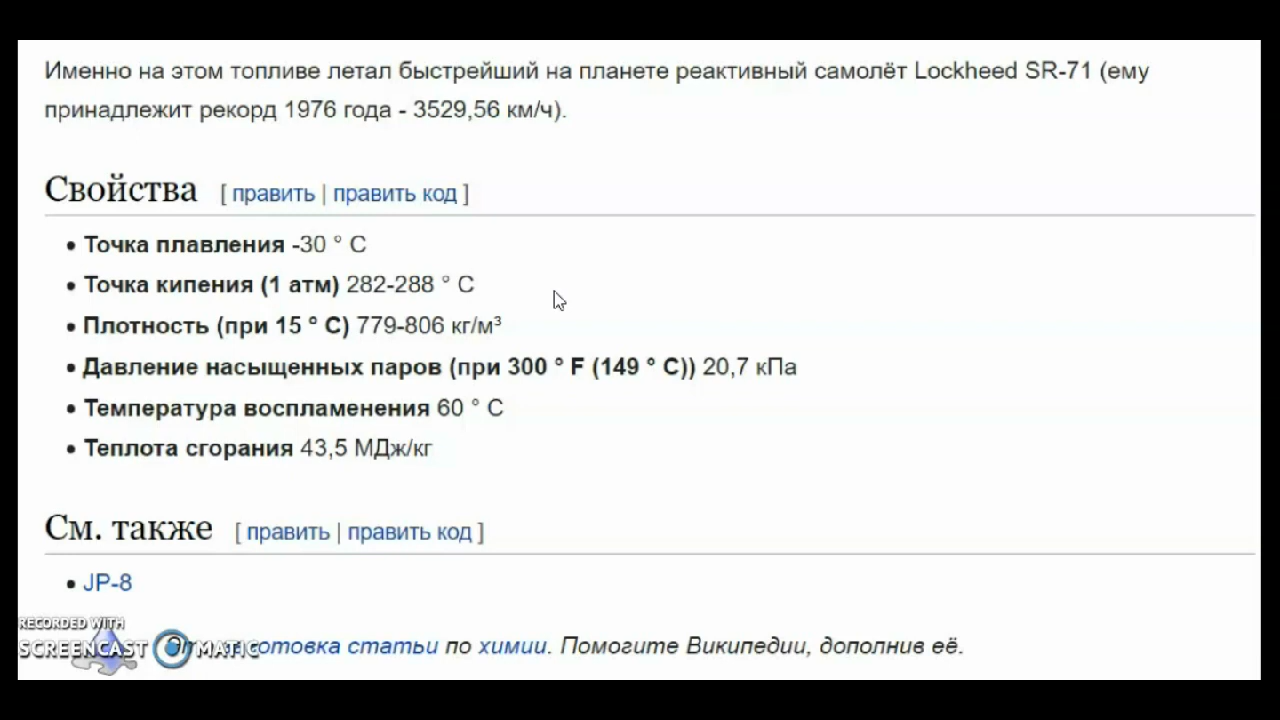 Именно на этом топливе летал быстрейший на планете реактивный самолёт Lockheed SR-71 (ему
принадлежит рекорд 1976 года - 3529,56 км/ч).
Свойства [ править | править код ]
• Точка плавления -30 ° C
• Точка кипения (1 атм) 282-288 ° C
• Плотность (при 15 ° C) 779-806 кг/м³
• Давление насыщенных паров (при 300 ° F (149 ° C)) 20,7 кПа
• Температура воспламенения 60 ° C
• Теплота сгорания 43,5 МДж/кг
См. также [ править | править код ]
• JP-8
RECORDED WITH
SCREENCAST MATIC
статьи по химии. Помогите Википедии, дополнив её.